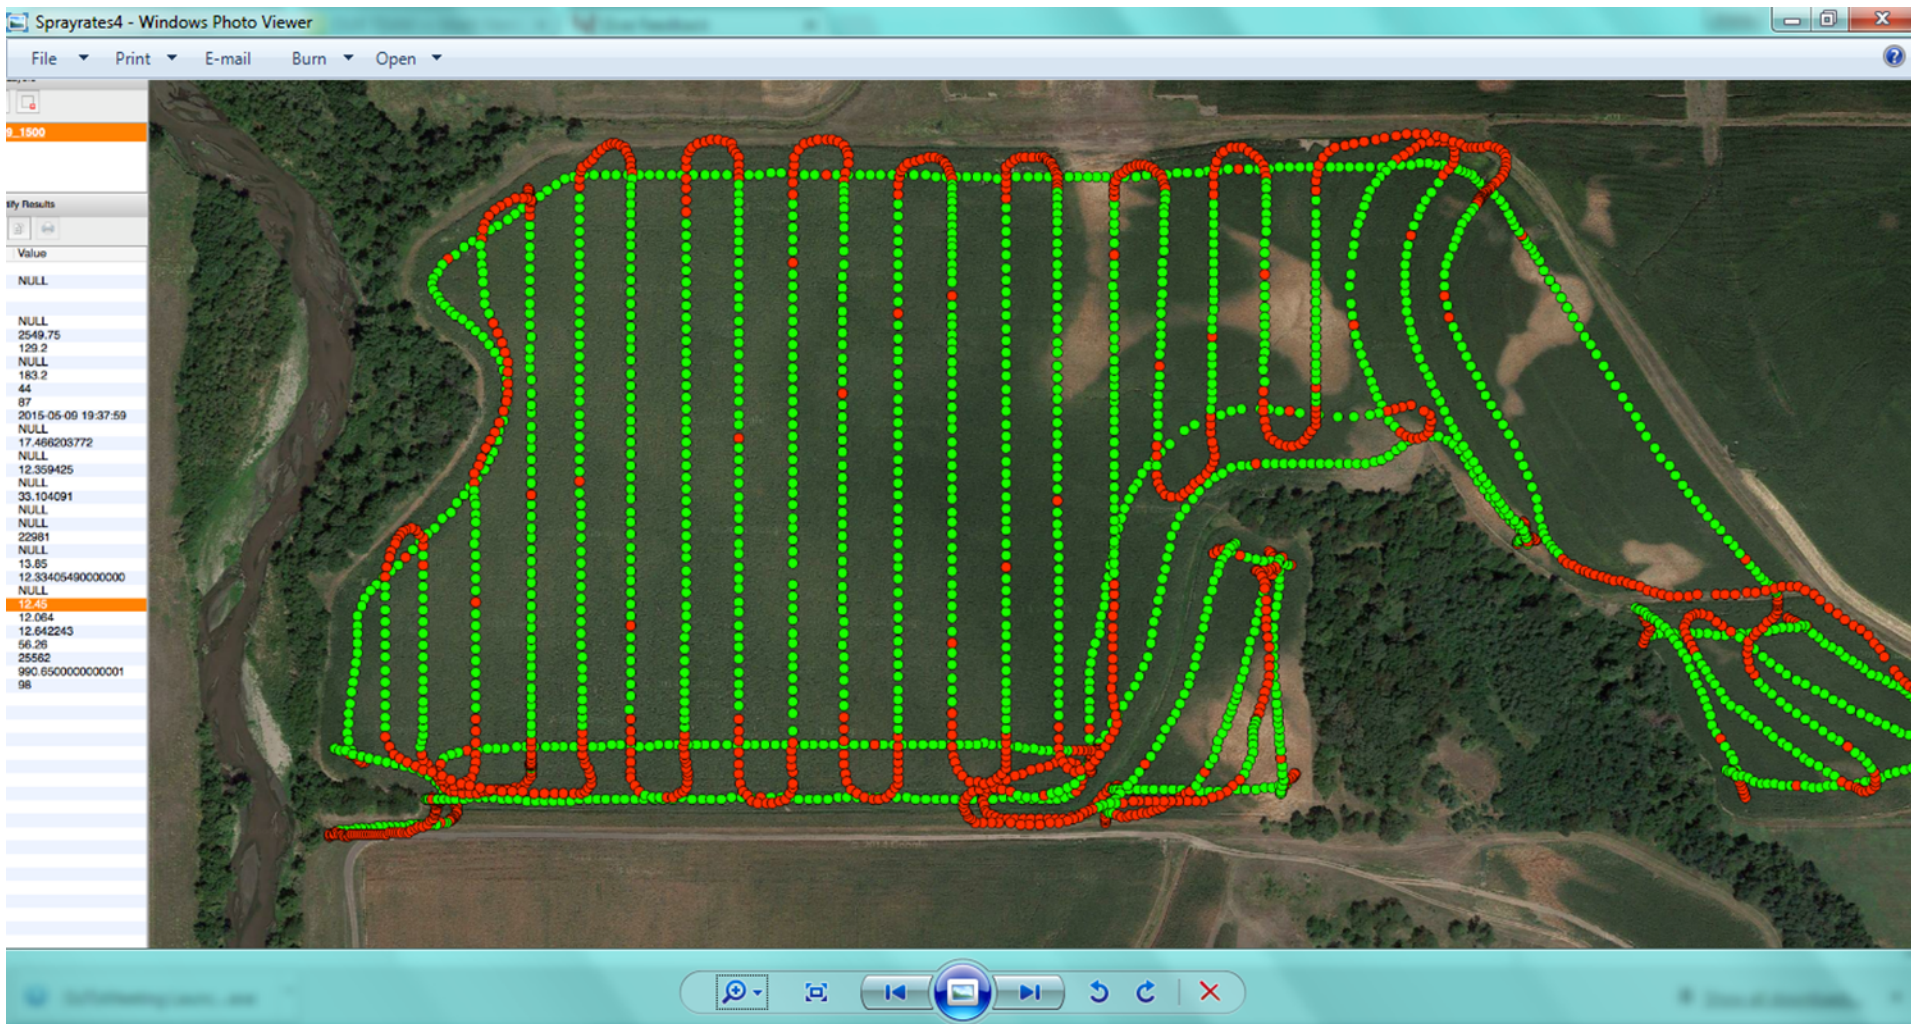 Sprayrates4 - Windows Photo Viewer
File Print E-mail Burn Open
9_1500
tify Results
Value
NULL
NULL
2549.75
129.2
NULL
183.2
44
87
2015-05-09 19:37:59
NULL
17.466203772
NULL
12.359425
NULL
33.104091
NULL
NULL
22981
NULL
13.85
12.33405490000000
NULL
12.45
12.064
12.642243
56.26
25562
990.6500000000001
98